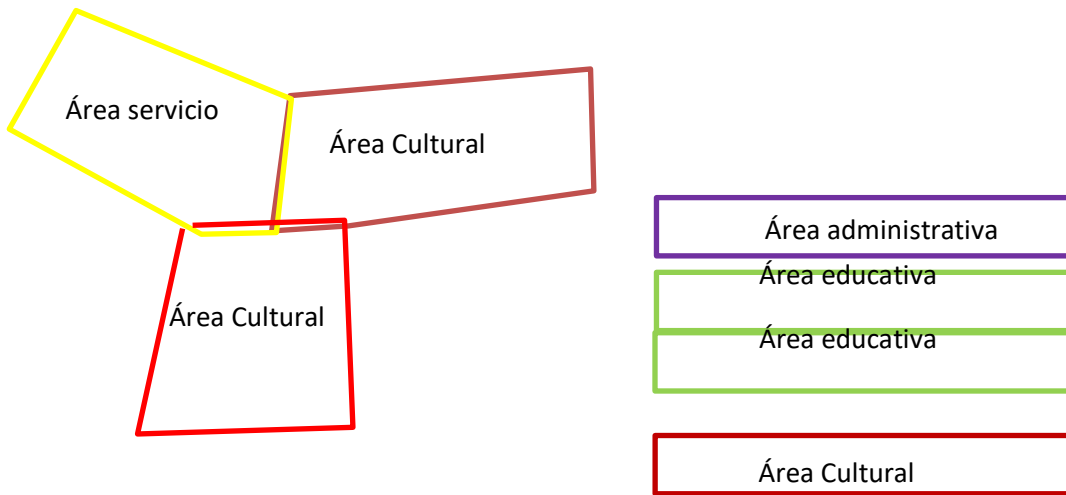 Área servicio
Área Cultural
Área Cultural
Área administrativa
Área educativa
Área educativa
Área Cultural